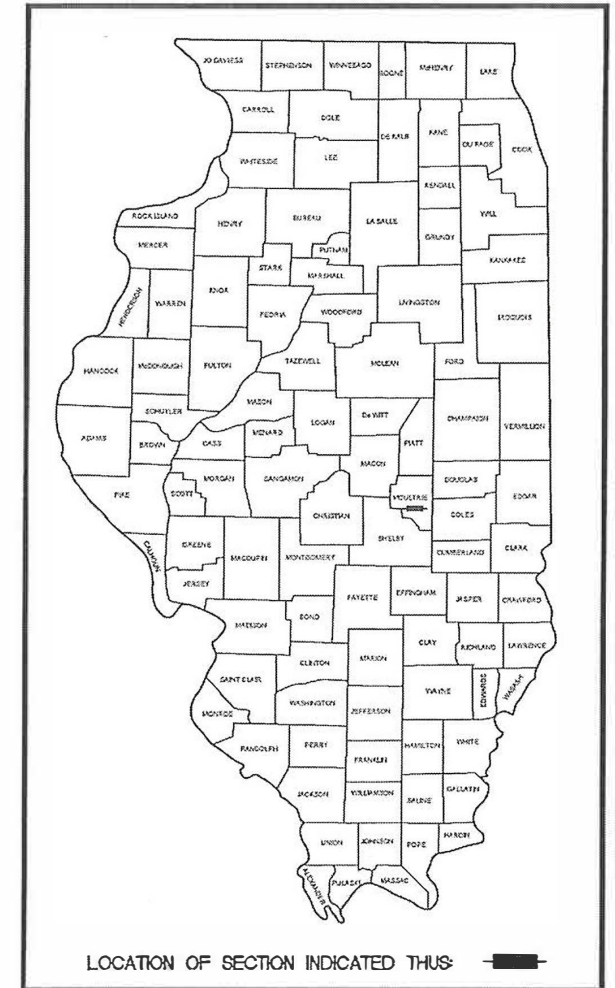 JO DAVIESS STEPHENSON WINNEBAGO BOONE McHENRY LAKE
CARROLL OGLE DE KALB KANE DU PAGE COOK
WHITESIDE LEE KENDALL WILL
ROCK ISLAND HENRY BUREAU LA SALLE GRUNDY
MERCER PUTNAM KANKAKEE
HENDERSON WARREN KNOX STARK MARSHALL LIVINGSTON IROQUOIS
PEORIA WOODFORD
HANCOCK McDONOUGH FULTON TAZEWELL McLEAN FORD
SCHUYLER MASON LOGAN De WITT CHAMPAIGN VERMILLION
ADAMS BROWN CASS MENARD PIATT
MACON
PIKE SCOTT MORGAN SANGAMON MOULTRIE DOUGLAS EDGAR
CHRISTIAN COLES
CALHOUN GREENE MACOUPIN MONTGOMERY SHELBY CUMBERLAND CLARK
JERSEY FAYETTE EFFINGHAM JASPER CRAWFORD
MADISON BOND
CLAY RICHLAND LAWRENCE
CLINTON MARION
SAINT CLAIR WAYNE EDWARDS WABASH
MONROE WASHINGTON JEFFERSON
RANDOLPH PERRY HAMILTON WHITE
FRANKLIN
JACKSON WILLIAMSON SALINE GALLATIN
UNION JOHNSON POPE HARDIN
ALEXANDER PULASKI MASSAC
LOCATION OF SECTION INDICATED THUS: